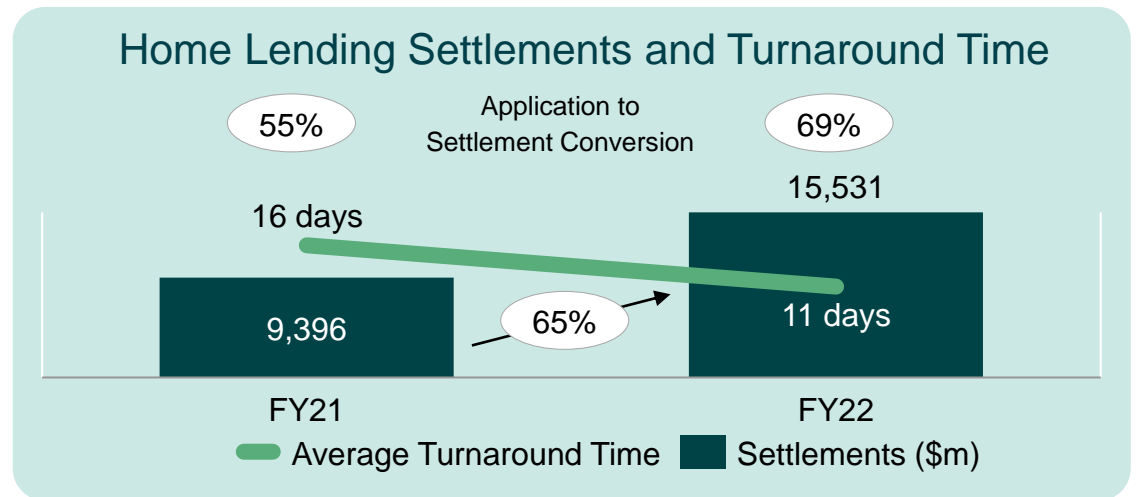 Home Lending Settlements and Turnaround Time
55%
Application to
Settlement Conversion
69%
15,531
16 days
9,396
65%
11 days
FY21
FY22
Average Turnaround Time
Settlements ($m)